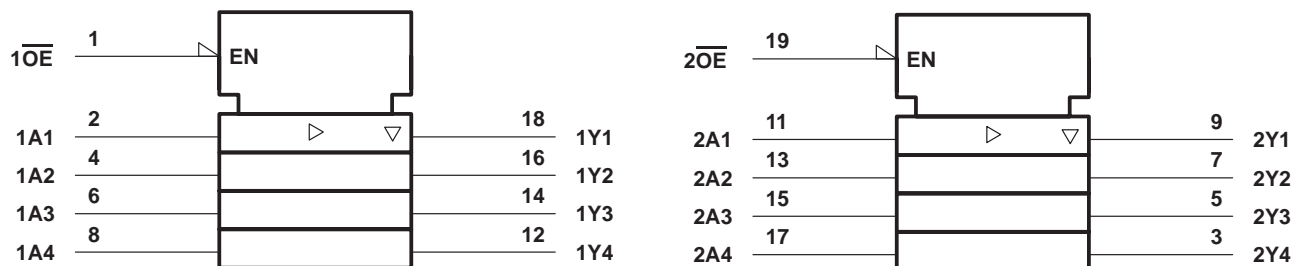 1OE 1 EN
1A1 2 18 1Y1
1A2 4 16 1Y2
1A3 6 14 1Y3
1A4 8 12 1Y4
2OE 19 EN
2A1 11 9 2Y1
2A2 13 7 2Y2
2A3 15 5 2Y3
2A4 17 3 2Y4